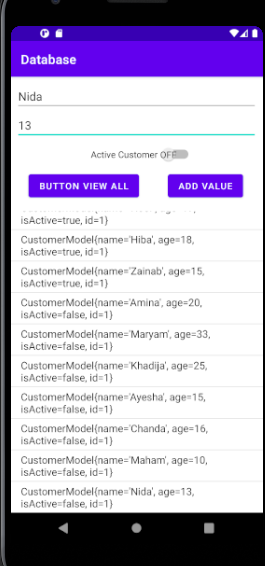 Database
Nida
13
Active Customer OFF
BUTTON VIEW ALL
ADD VALUE
isActive=true, id=1}
CustomerModel{name='Hiba', age=18,
isActive=true, id=1}
CustomerModel{name='Zainab', age=15,
isActive=true, id=1}
CustomerModel{name='Amina', age=20,
isActive=false, id=1}
CustomerModel{name='Maryam', age=33,
isActive=false, id=1}
CustomerModel{name='Khadija', age=25,
isActive=false, id=1}
CustomerModel{name='Ayesha', age=15,
isActive=false, id=1}
CustomerModel{name='Chanda', age=16,
isActive=false, id=1}
CustomerModel{name='Maham', age=10,
isActive=false, id=1}
CustomerModel{name='Nida', age=13,
isActive=false, id=1}